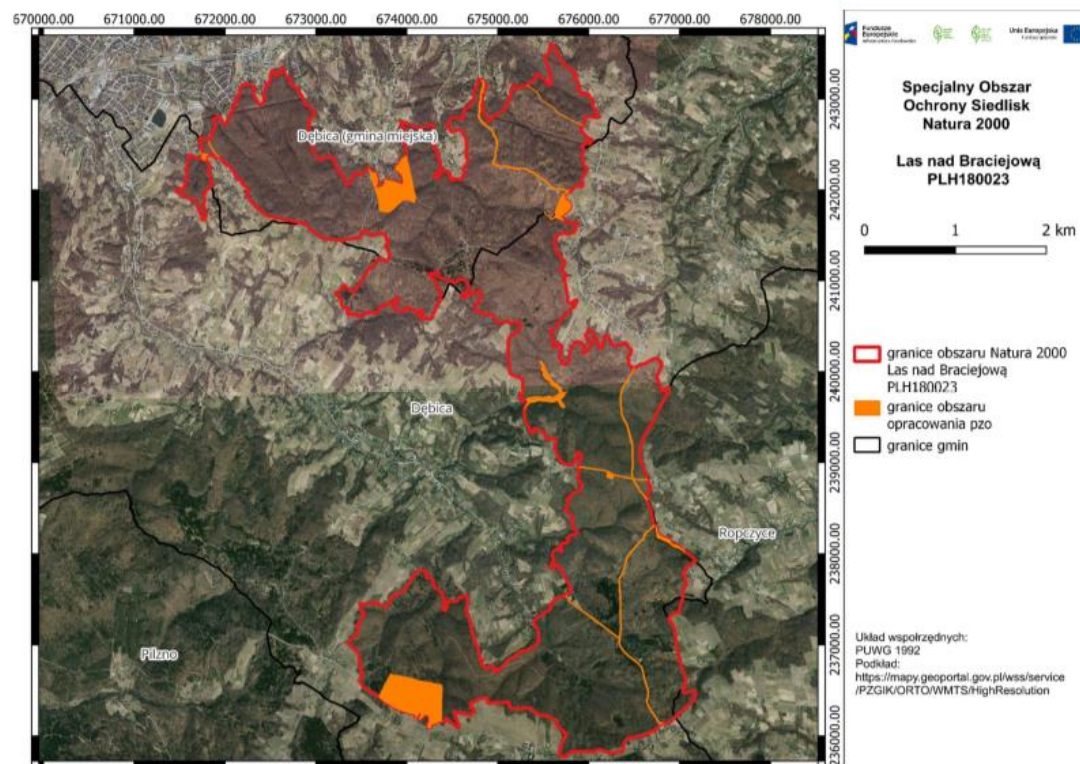 670000.00 671000.00 672000.00 673000.00 674000.00 675000.00 676000.00 677000.00 678000.00
243000.00
242000.00
241000.00
240000.00
239000.00
238000.00
237000.00
236000.00
Dębica (gmina miejska)
Dębica
Ropczyce
Pilzno
Fundusze
Europejskie
Unia Europejska
Specjalny Obszar
Ochrony Siedlisk
Natura 2000
Las nad Braciejową
PLH180023
0 1 2 km
granice obszaru Natura 2000
Las nad Braciejową
PLH180023
granice obszaru
opracowania pzo
granice gmin
Układ współrzędnych:
PUWG 1992
Podkład:
https://mapy.geoportal.gov.pl/wss/service
/PZGIK/ORTO/WMTS/HighResolution